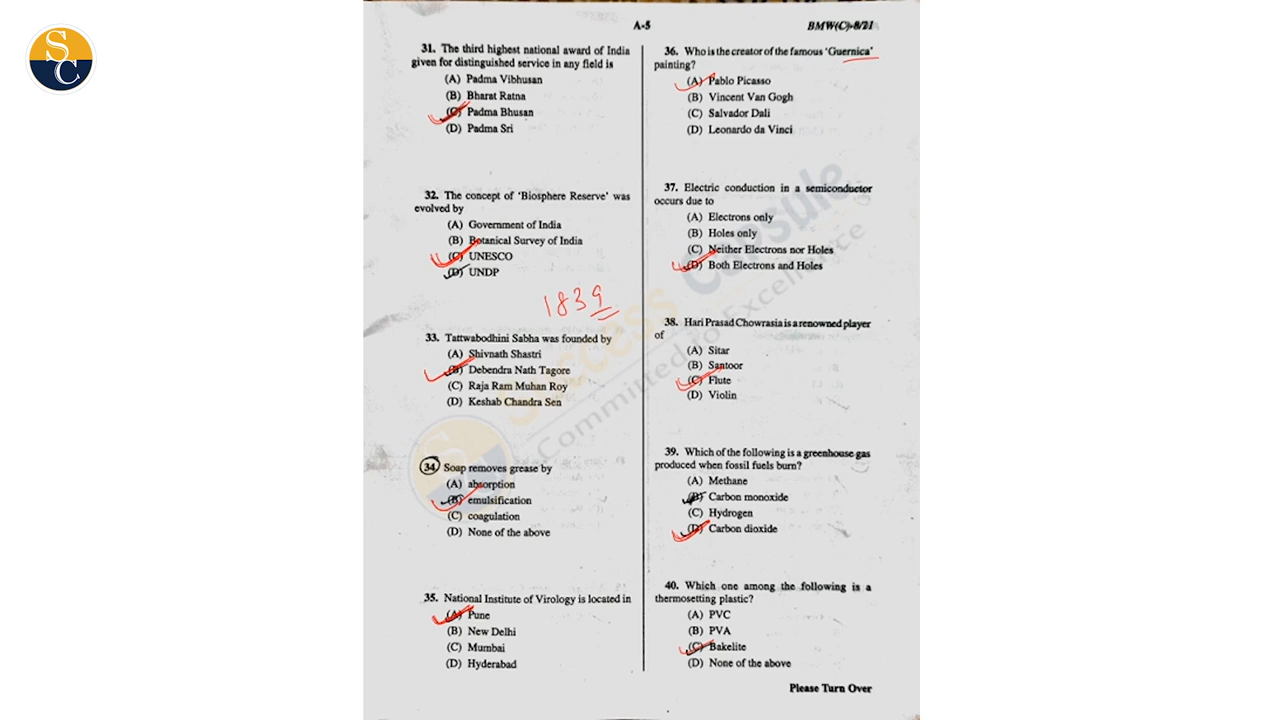 S
C
A-5
BMW(C)-8/21
31. The third highest national award of India
given for distinguished service in any field is
(A) Padma Vibhusan
(B) Bharat Ratna
(C) Padma Bhusan
(D) Padma Sri
32. The concept of 'Biosphere Reserve' was
evolved by
(A) Government of India
(B) Botanical Survey of India
(C) UNESCO
(D) UNDP
1839
33. Tattwabodhini Sabha was founded by
(A) Shivnath Shastri
(B) Debendra Nath Tagore
(C) Raja Ram Muhan Roy
(D) Keshab Chandra Sen
34. Soap removes grease by
(A) absorption
(B) emulsification
(C) coagulation
(D) None of the above
35. National Institute of Virology is located in
(A) Pune
(B) New Delhi
(C) Mumbai
(D) Hyderabad
36. Who is the creator of the famous 'Guernica'
painting?
(A) Pablo Picasso
(B) Vincent Van Gogh
(C) Salvador Dali
(D) Leonardo da Vinci
37. Electric conduction in a semiconductor
occurs due to
(A) Electrons only
(B) Holes only
(C) Neither Electrons nor Holes
(D) Both Electrons and Holes
38. Hari Prasad Chowrasia is a renowned player
of
(A) Sitar
(B) Santoor
(C) Flute
(D) Violin
39. Which of the following is a greenhouse gas
produced when fossil fuels burn?
(A) Methane
(B) Carbon monoxide
(C) Hydrogen
(D) Carbon dioxide
40. Which one among the following is a
thermosetting plastic?
(A) PVC
(B) PVA
(C) Bakelite
(D) None of the above
Please Turn Over
Success Capsule
Committed to Excellence